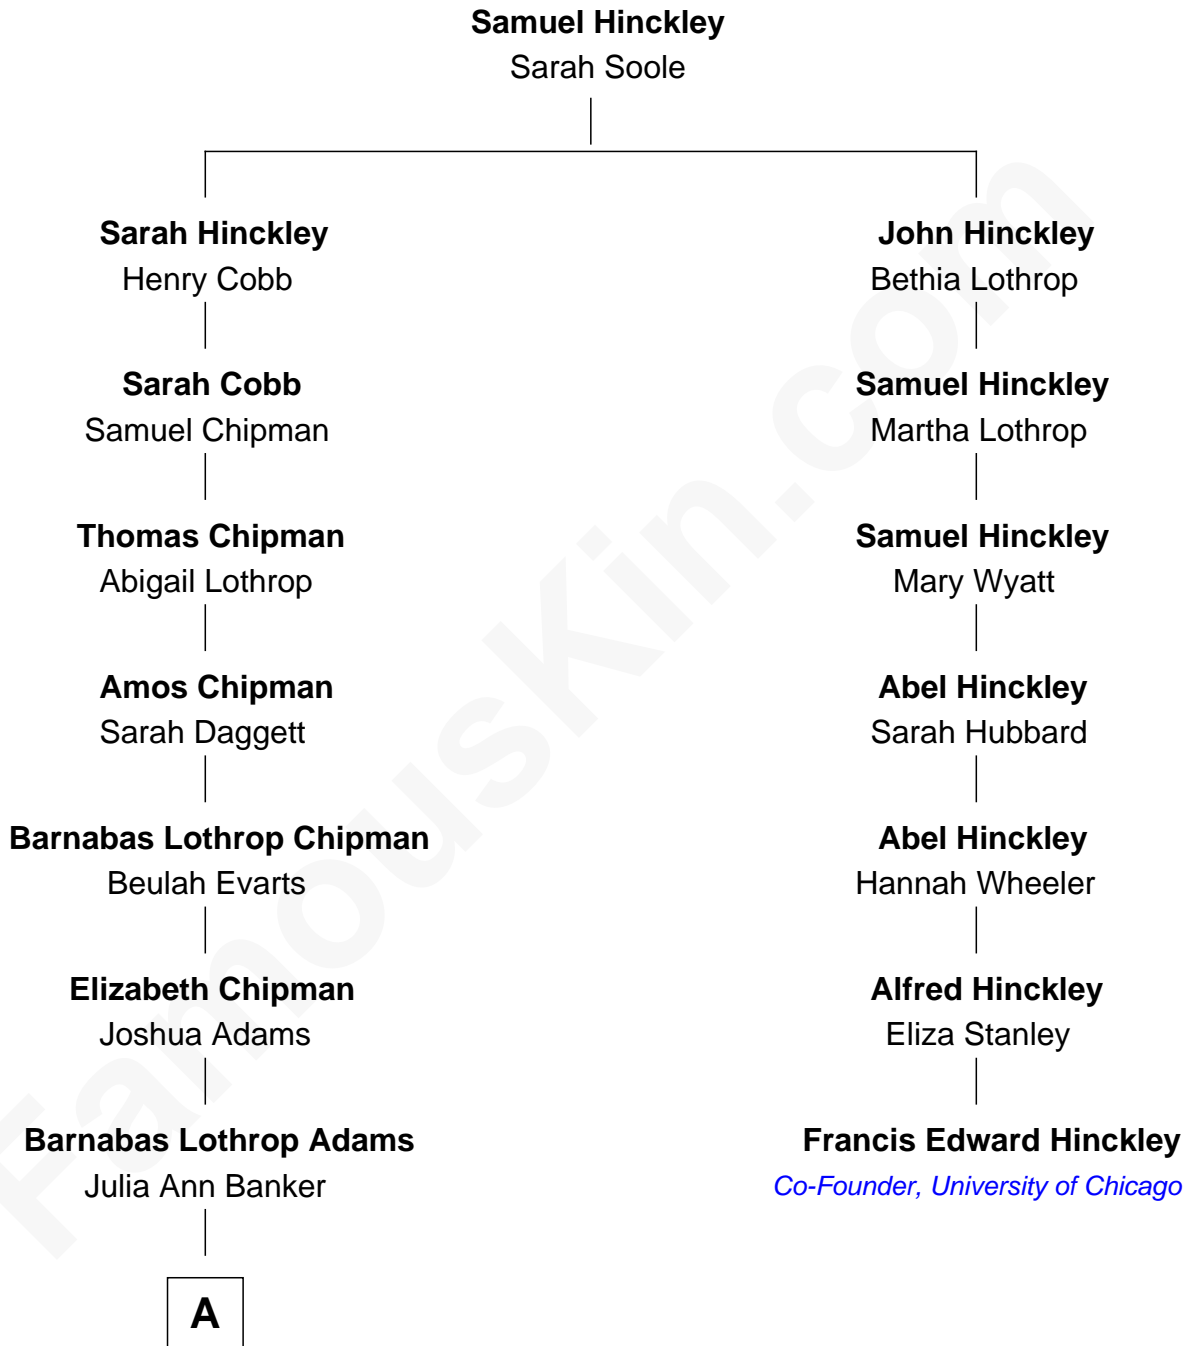 Samuel Hinckley
Sarah Soole
Sarah Hinckley
Henry Cobb
John Hinckley
Bethia Lothrop
Sarah Cobb
Samuel Chipman
Samuel Hinckley
Martha Lothrop
Thomas Chipman
Abigail Lothrop
Samuel Hinckley
Mary Wyatt
Amos Chipman
Sarah Daggett
Abel Hinckley
Sarah Hubbard
Barnabas Lothrop Chipman
Beulah Evarts
Abel Hinckley
Hannah Wheeler
Elizabeth Chipman
Joshua Adams
Alfred Hinckley
Eliza Stanley
Barnabas Lothrop Adams
Julia Ann Banker
Francis Edward Hinckley
Co-Founder, University of Chicago
A
FamousKin.com